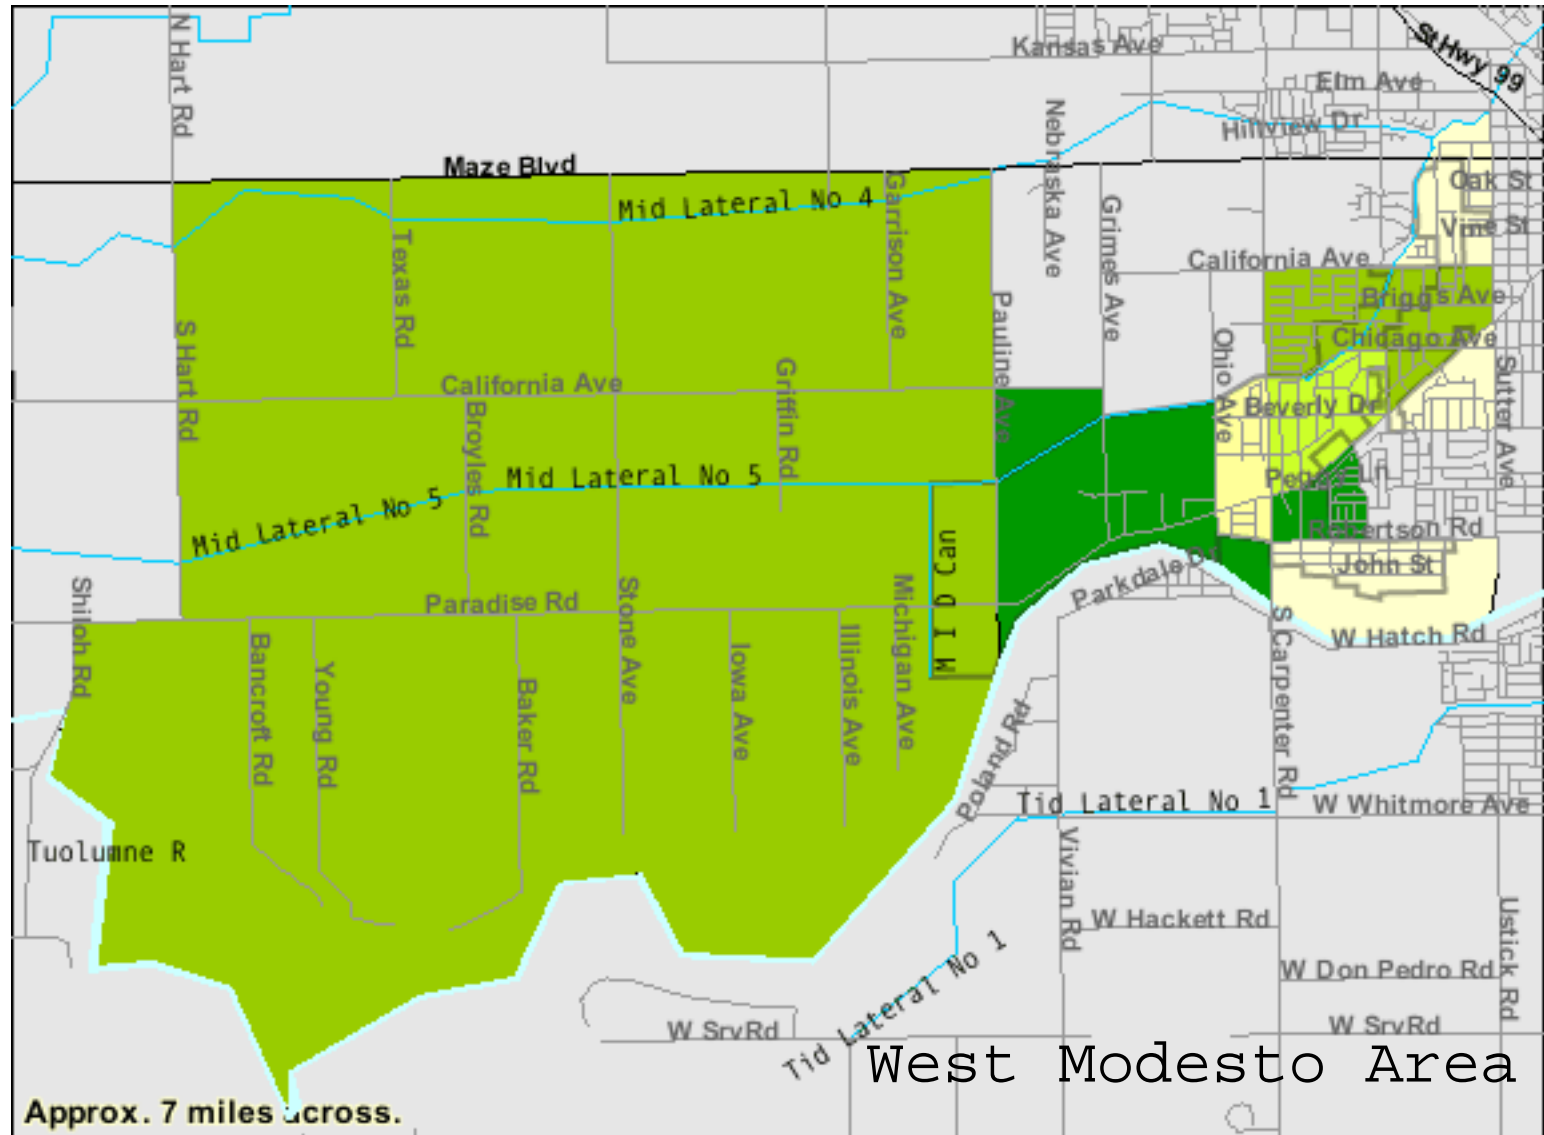 N Hart Rd
Kansas Ave
St Hwy 99
Elm Ave
Hillview Dr
Nebraska Ave
Maze Blvd
Oak St
Mid Lateral No 4
Garrison Ave
Grimes Ave
Vine St
Texas Rd
California Ave
Pauline Ave
Briggs Ave
S Hart Rd
Ohio Ave
Chicago Ave
Sutter Ave
California Ave
Griffin Rd
Beverly Dr
Broyles Rd
Mid Lateral No 5
Peggy Ln
Mid Lateral No 5
M I D Can
Robertson Rd
John St
Parkdale Dr
Shiloh Rd
Paradise Rd
Stone Ave
Michigan Ave
S Carpenter Rd
W Hatch Rd
Bancroft Rd
Young Rd
Baker Rd
Iowa Ave
Illinois Ave
Poland Rd
Tid Lateral No 1
W Whitmore Ave
Tuolumne R
Vivian Rd
W Hackett Rd
Ustick Rd
Tid Lateral No 1
W Don Pedro Rd
W SrvRd
W SrvRd
West Modesto Area
Approx. 7 miles across.